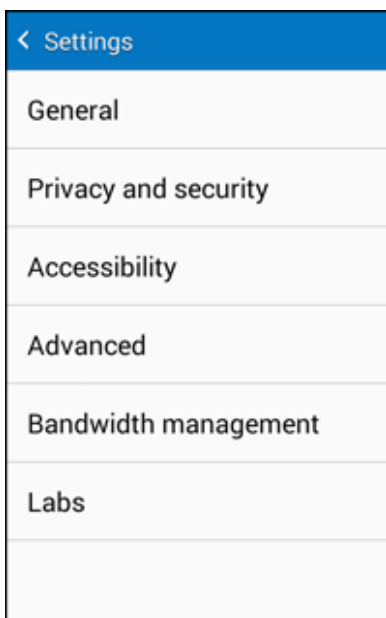 Settings
General
Privacy and security
Accessibility
Advanced
Bandwidth management
Labs